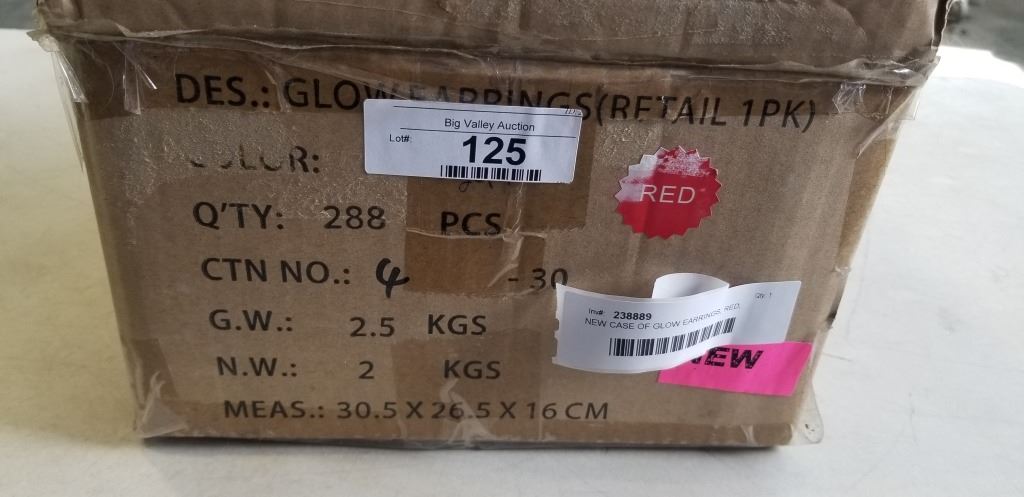 DES.: GLOW EARRINGS(RETAIL 1PK)
Big Valley Auction
Lot#: 125
COLOR:
RED
Q'TY: 288 PCS
CTN NO.: 4 - 30
Inv#: 238889 Qty: 1
NEW CASE OF GLOW EARRINGS, RED,
G.W.: 2.5 KGS
NEW
N.W.: 2 KGS
MEAS.: 30.5 X 26.5 X 16 CM